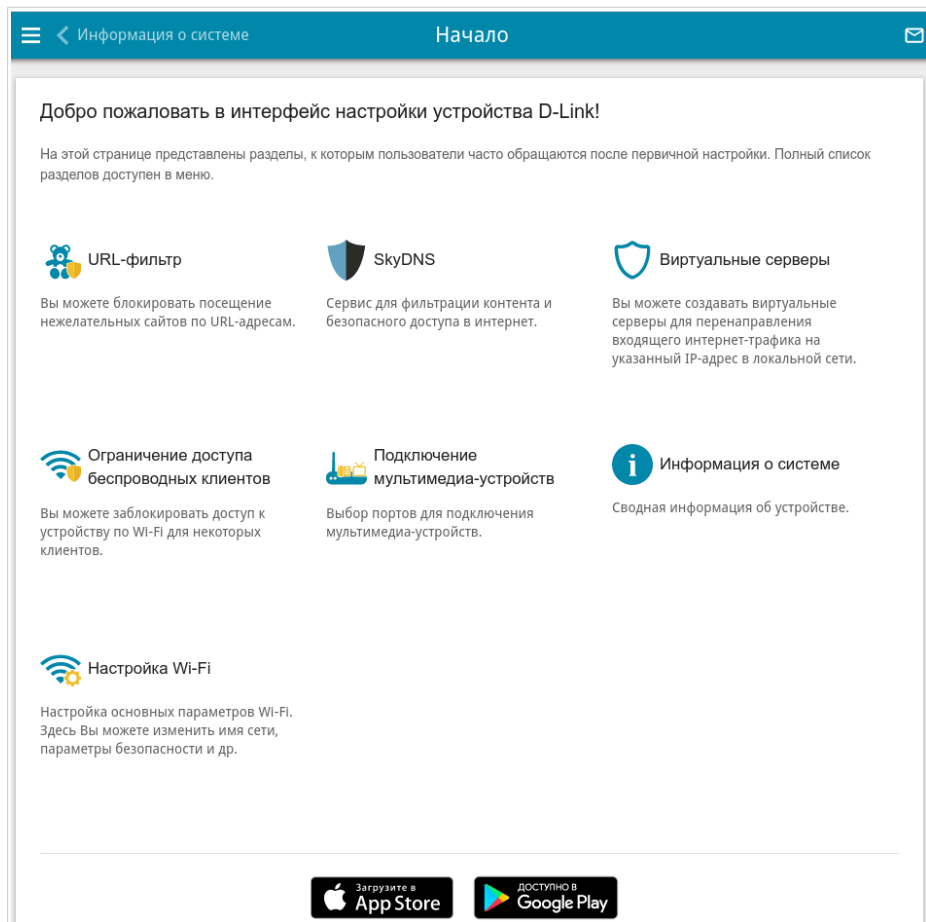 Информация о системе
Начало
Добро пожаловать в интерфейс настройки устройства D-Link!
На этой странице представлены разделы, к которым пользователи часто обращаются после первичной настройки. Полный список
разделов доступен в меню.
URL-фильтр
Вы можете блокировать посещение
нежелательных сайтов по URL-адресам.
SkyDNS
Сервис для фильтрации контента и
безопасного доступа в интернет.
Виртуальные серверы
Вы можете создавать виртуальные
серверы для перенаправления
входящего интернет-трафика на
указанный IP-адрес в локальной сети.
Ограничение доступа
беспроводных клиентов
Вы можете заблокировать доступ к
устройству по Wi-Fi для некоторых
клиентов.
Подключение
мультимедиа-устройств
Выбор портов для подключения
мультимедиа-устройств.
Информация о системе
Сводная информация об устройстве.
Настройка Wi-Fi
Настройка основных параметров Wi-Fi.
Здесь Вы можете изменить имя сети,
параметры безопасности и др.
Загрузите в
App Store
ДОСТУПНО В
Google Play